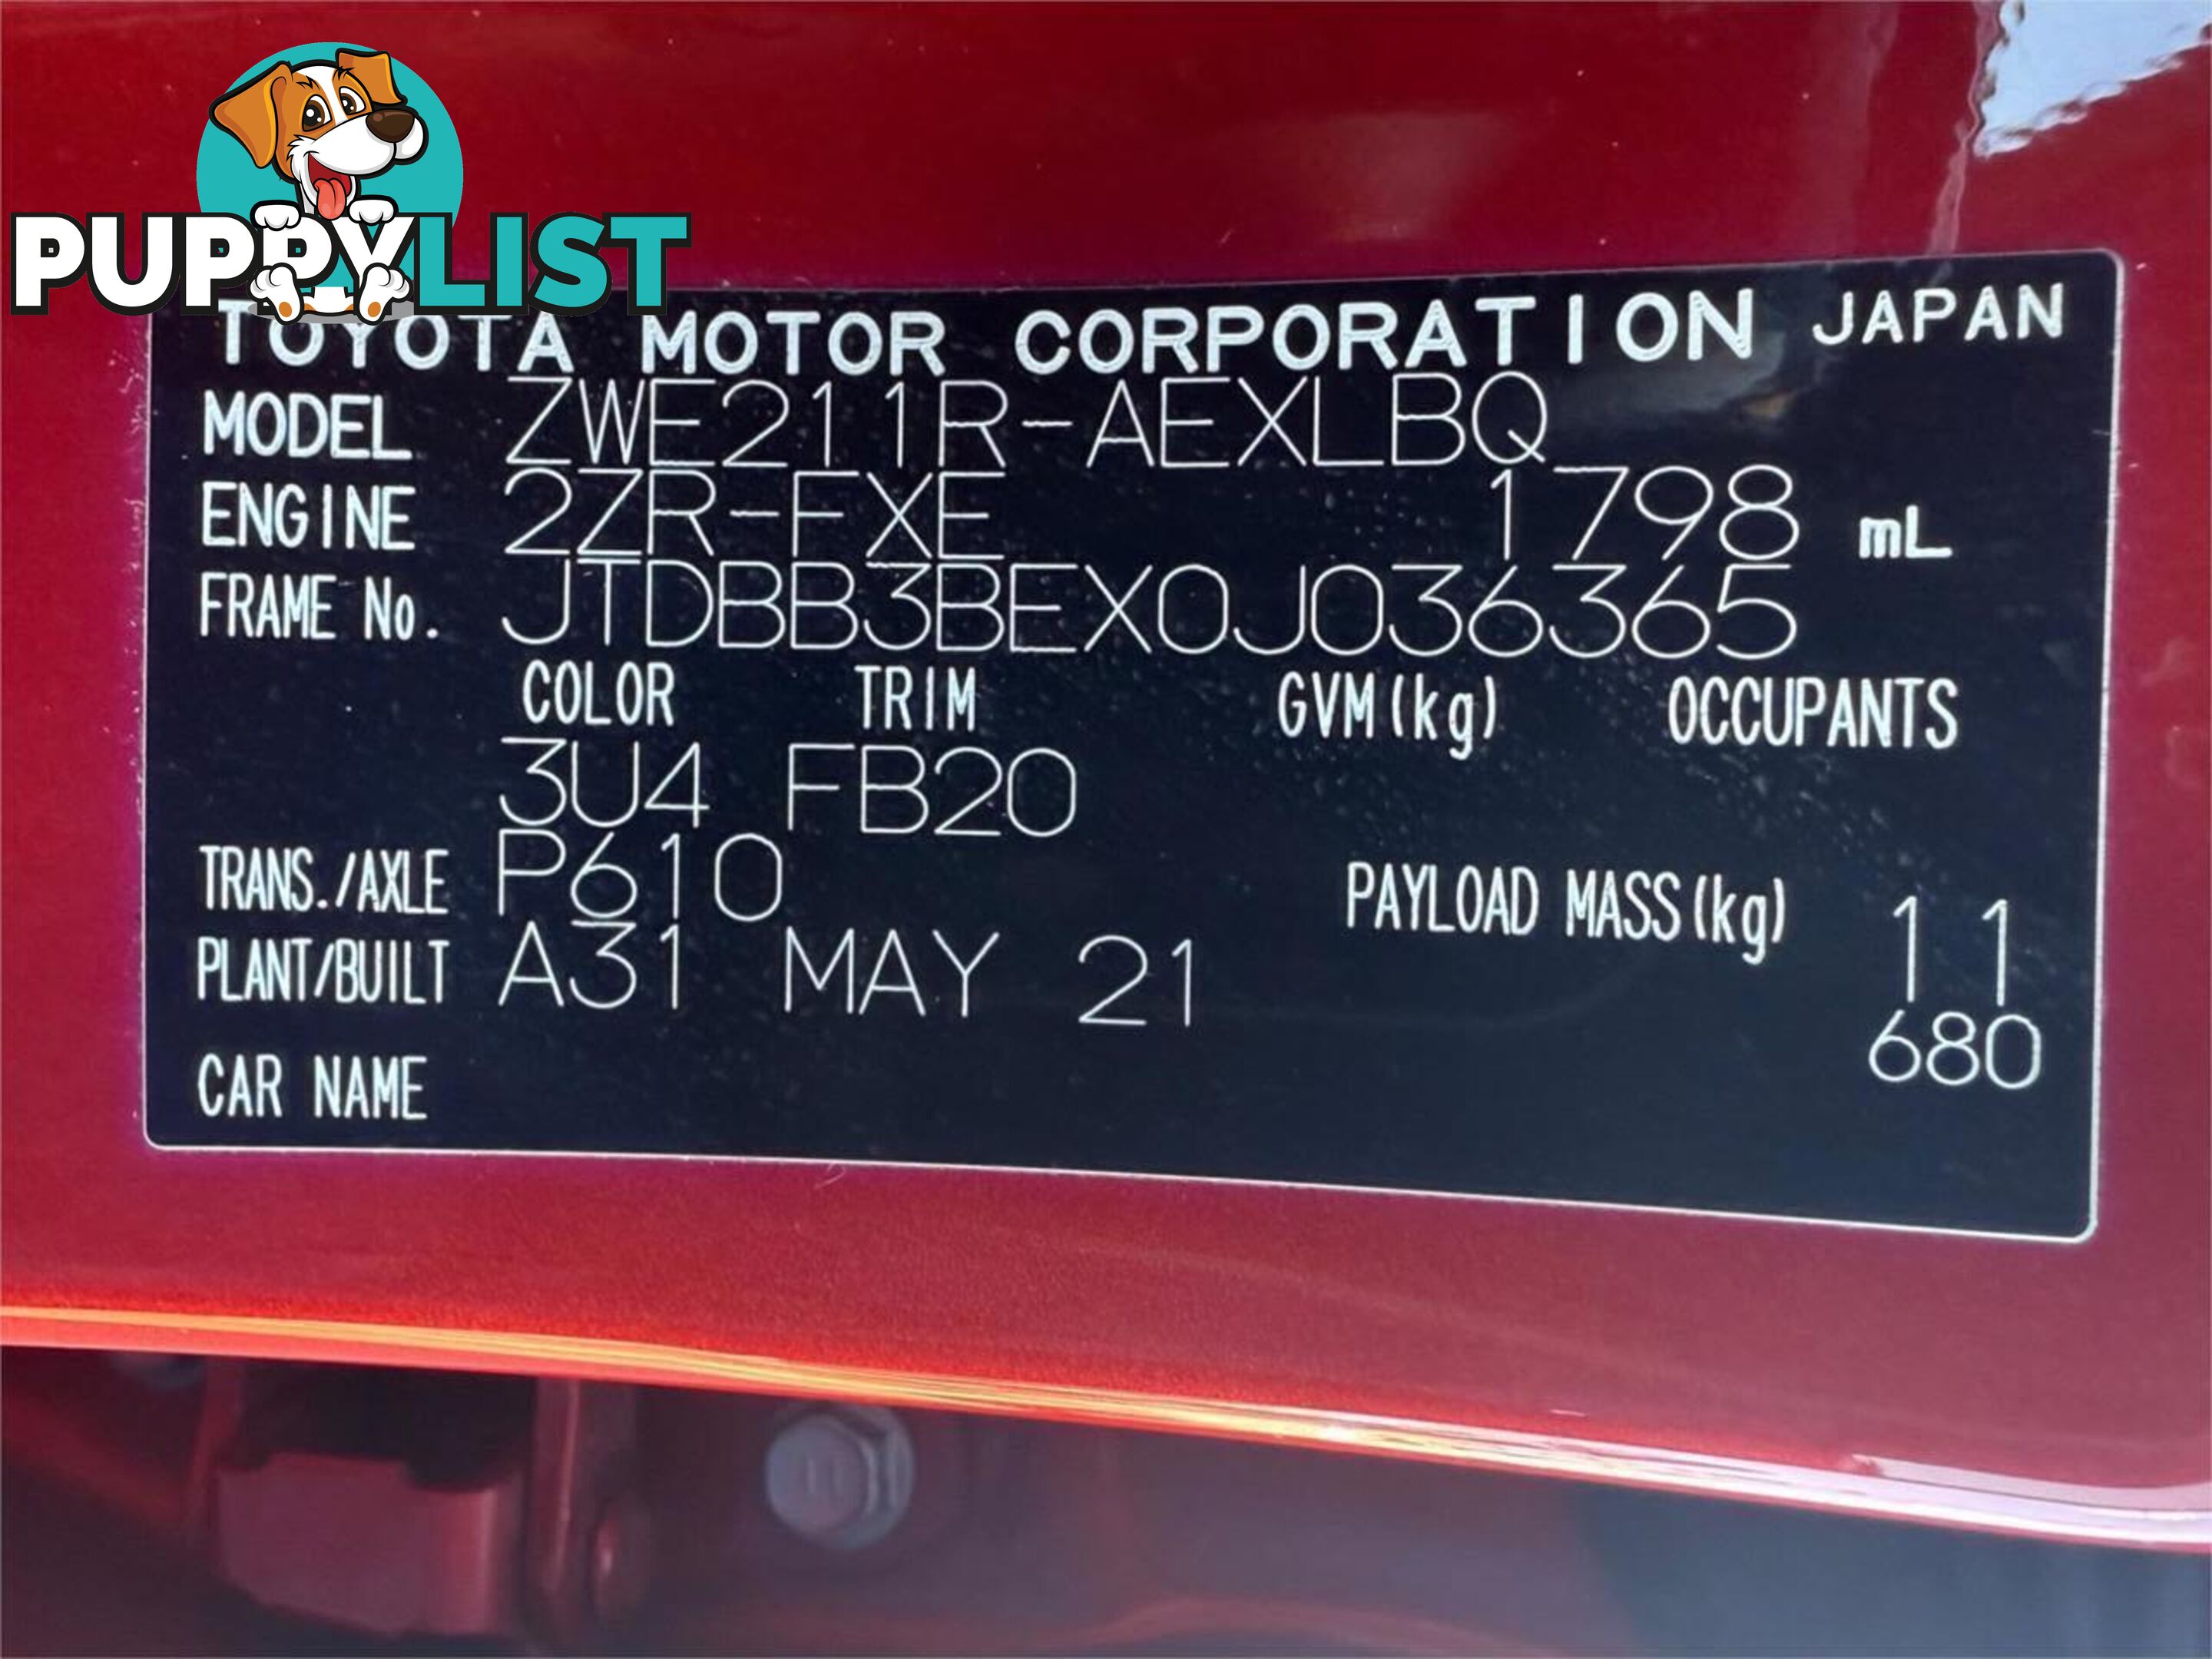 PUPPYLIST
TOYOTA MOTOR CORPORATION JAPAN
MODEL ZWE211R-AEXLBQ
ENGINE 2ZR-FXE 1798 mL
FRAME No. JTDBB3BEX0J036365
COLOR TRIM GVM(kg) OCCUPANTS
3U4 FB20
TRANS./AXLE P610 PAYLOAD MASS(kg) 11
PLANT/BUILT A31 MAY 21
680
CAR NAME